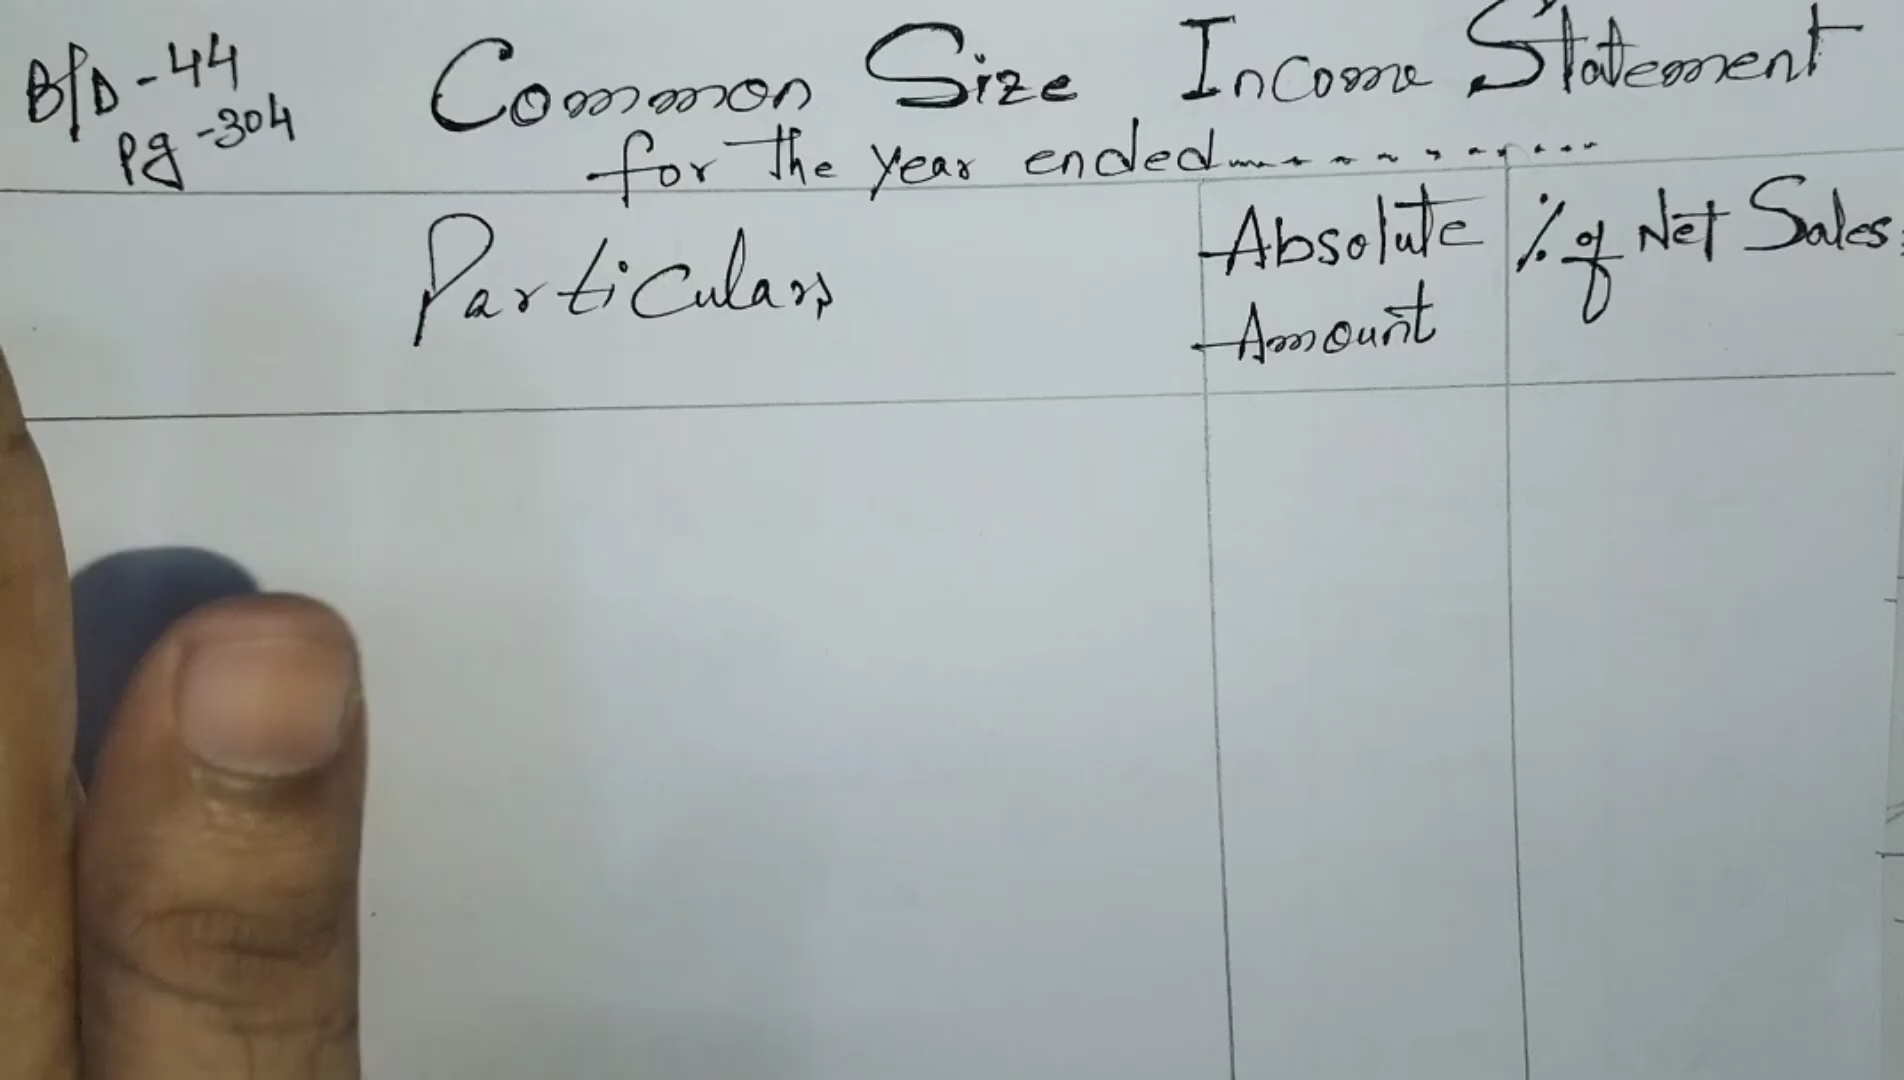 B/D - 44
Pg - 304
Common Size Income Statement
for the year ended..............
Particulars
Absolute
Amount
% of Net Sales